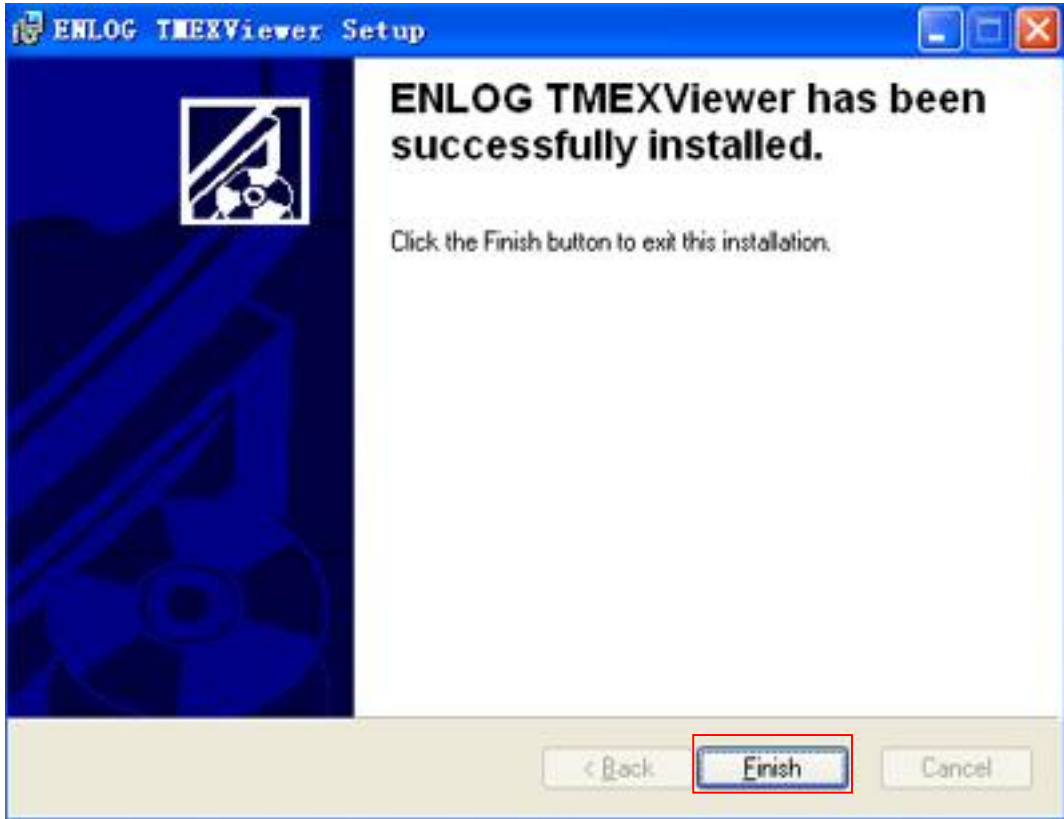 ENLOG TMEXViewer Setup
ENLOG TMEXViewer has been
successfully installed.
Click the Finish button to exit this installation.
< Back
Finish
Cancel